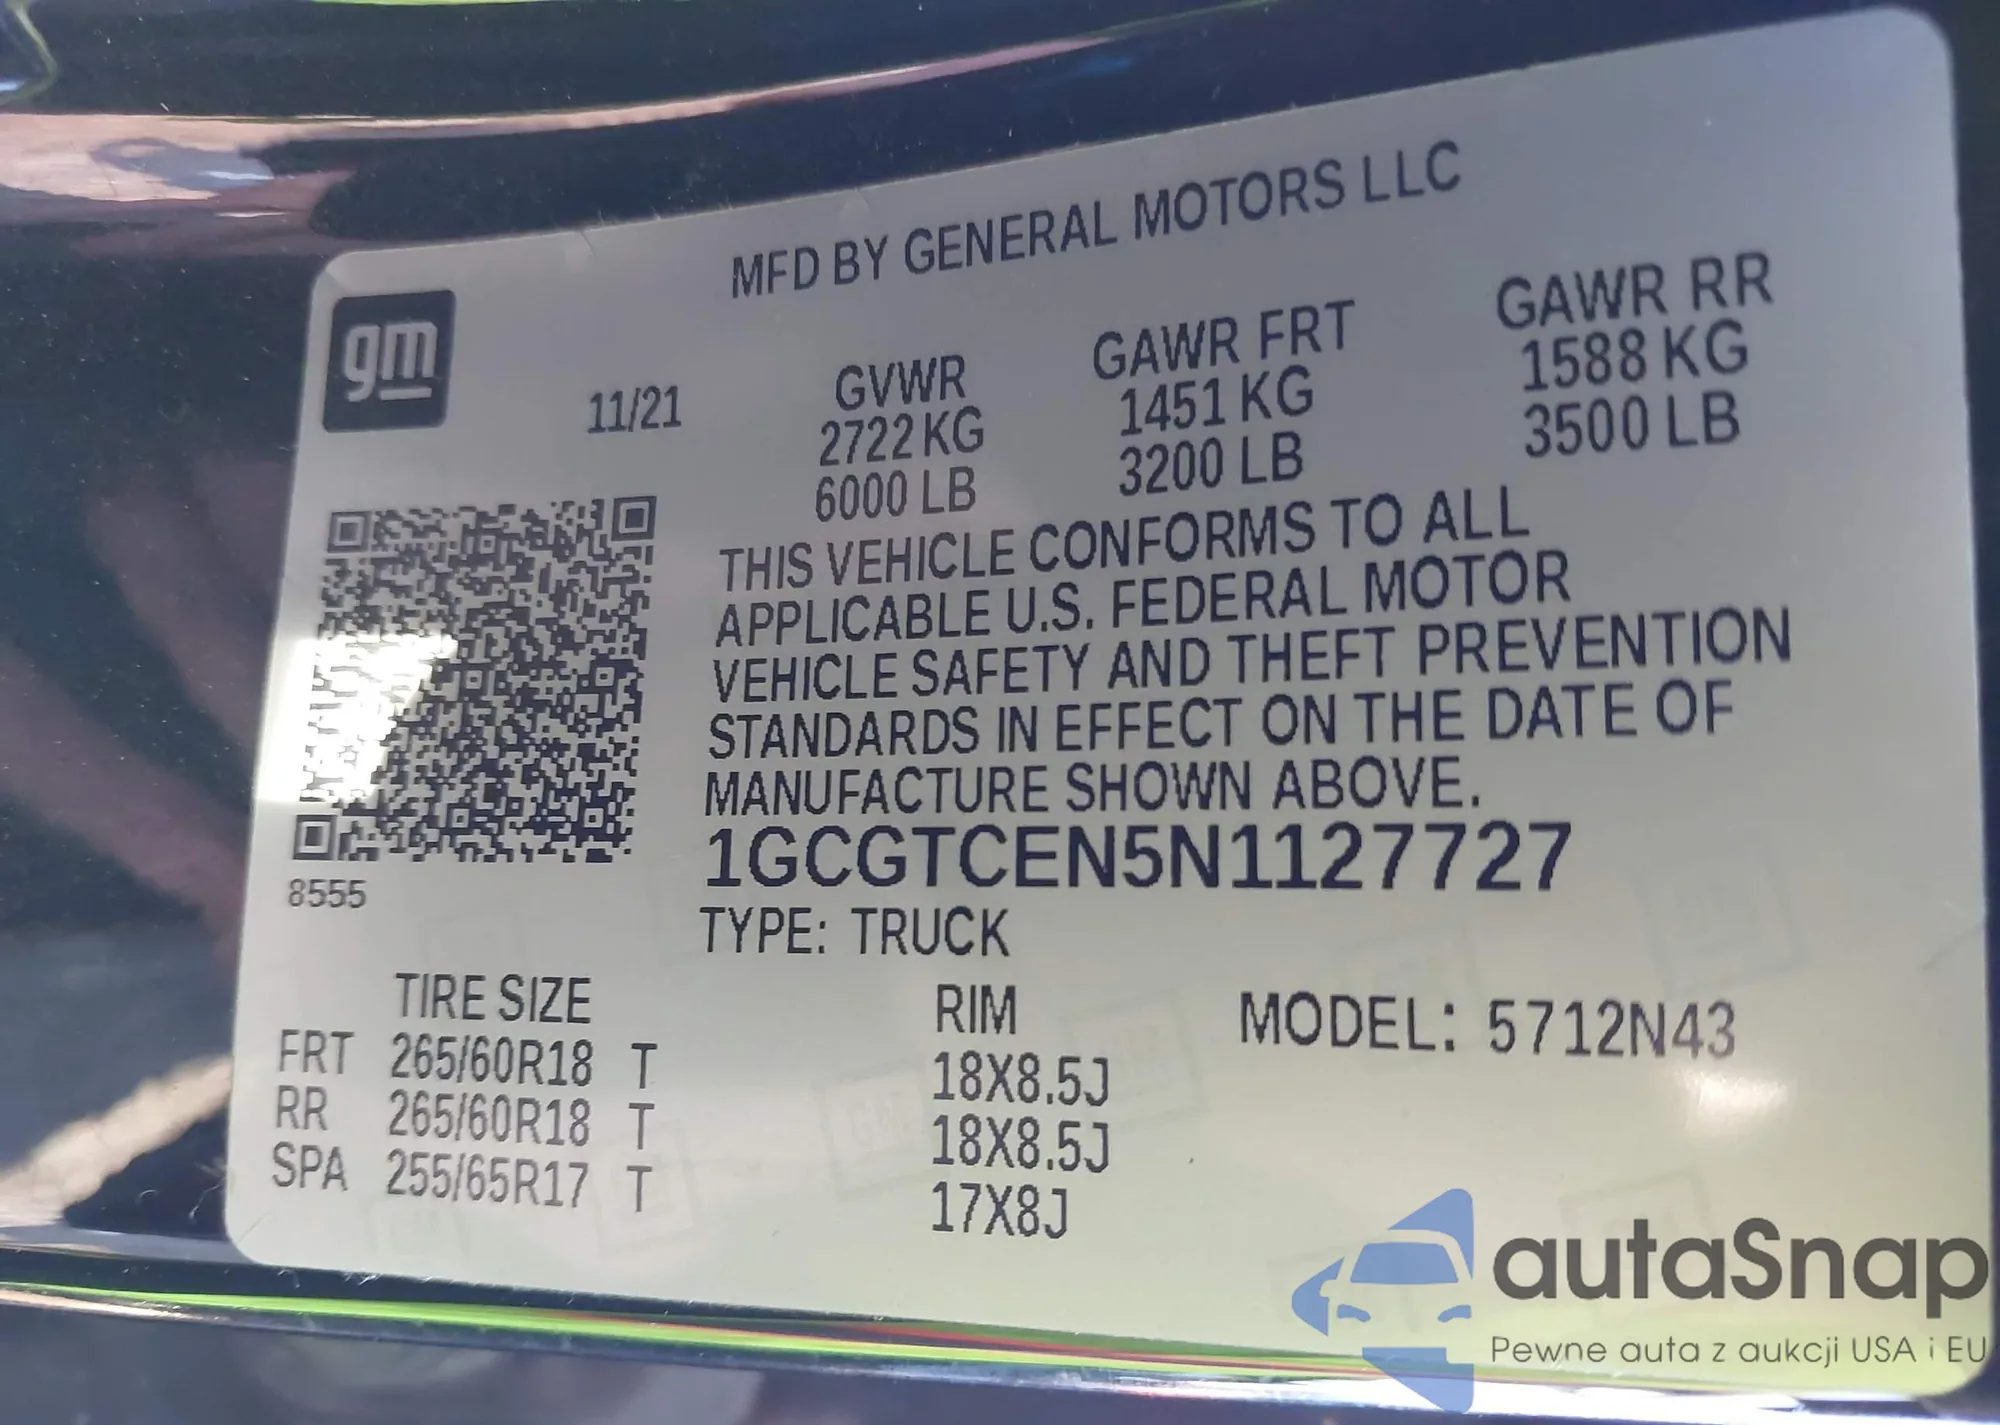 MFD BY GENERAL MOTORS LLC
gm
11/21
GVWR
2722 KG
6000 LB
GAWR FRT
1451 KG
3200 LB
GAWR RR
1588 KG
3500 LB
THIS VEHICLE CONFORMS TO ALL
APPLICABLE U.S. FEDERAL MOTOR
VEHICLE SAFETY AND THEFT PREVENTION
STANDARDS IN EFFECT ON THE DATE OF
MANUFACTURE SHOWN ABOVE.
1GCGTCEN5N1127727
8555
TYPE: TRUCK
TIRE SIZE RIM MODEL: 5712N43
FRT 265/60R18 T 18X8.5J
RR 265/60R18 T 18X8.5J
SPA 255/65R17 T 17X8J
autaSnap
Pewne auta z aukcji USA i EU